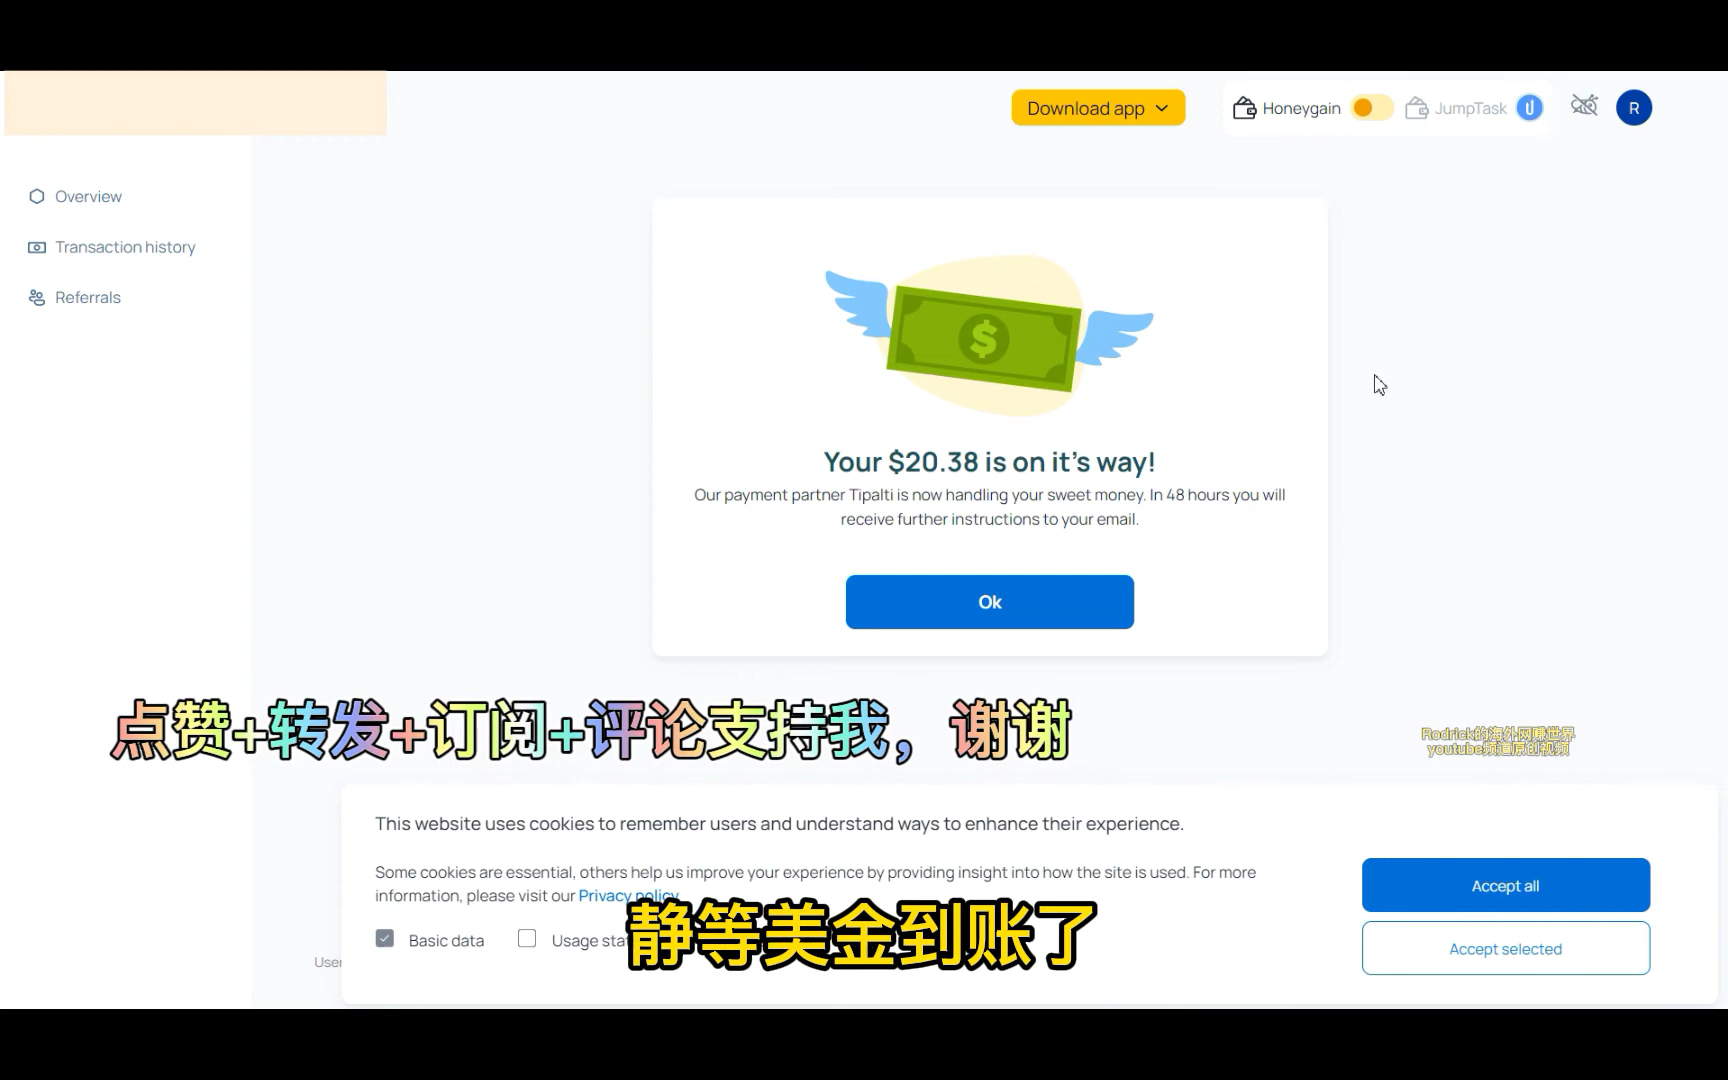 Download app
Honeygain
JumpTask
R
Overview
Transaction history
Referrals
$
Your $20.38 is on it's way!
Our payment partner Tipalti is now handling your sweet money. In 48 hours you will
receive further instructions to your email.
Ok
点赞+转发+订阅+评论支持我，谢谢
Rodrick的海外网赚世界
youtube频道原创视频
This website uses cookies to remember users and understand ways to enhance their experience.
Some cookies are essential, others help us improve your experience by providing insight into how the site is used. For more
information, please visit our Privacy policy
Accept all
Basic data
Usage stat
静等美金到账了
Accept selected
User